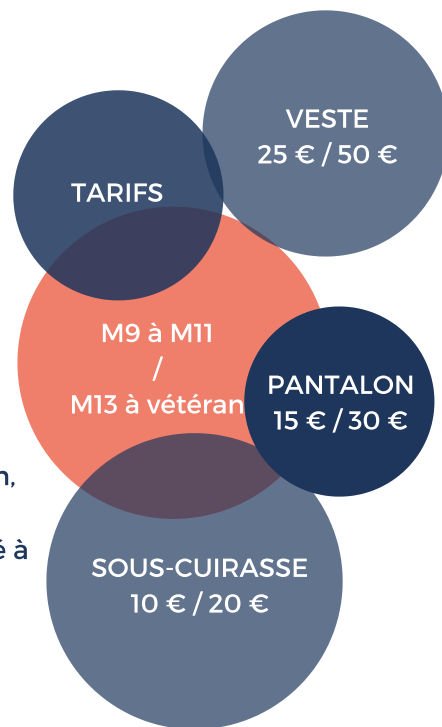 VESTE
25 € / 50 €
TARIFS
M9 à M11
/
M13 à vétéran
PANTALON
15 € / 30 €
n,
é à
SOUS-CUIRASSE
10 € / 20 €